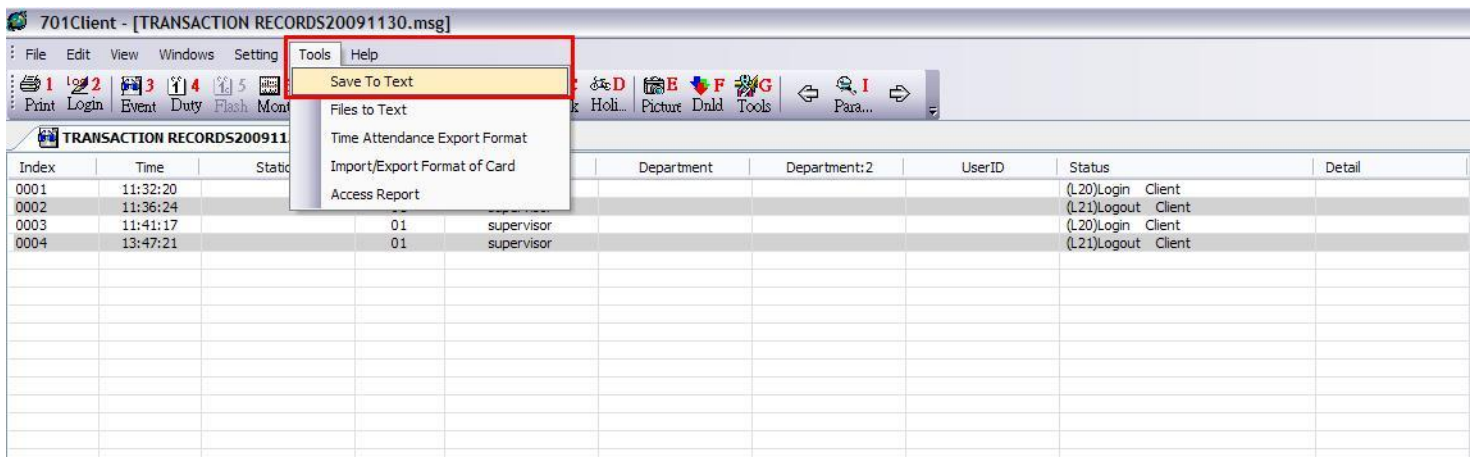 701Client - [TRANSACTION RECORDS20091130.msg]
File Edit View Windows Setting Tools Help
1 2 3 4 5 D E F G I
Print Login Event Duty Flash Holi... Picture Dnld Tools Para...
Save To Text
Files to Text
Time Attendance Export Format
Import/Export Format of Card
Access Report
TRANSACTION RECORDS200911
Index Time Department Department:2 UserID Status Detail
0001 11:32:20 (L20)Login Client
0002 11:36:24 (L21)Logout Client
0003 11:41:17 01 supervisor (L20)Login Client
0004 13:47:21 01 supervisor (L21)Logout Client